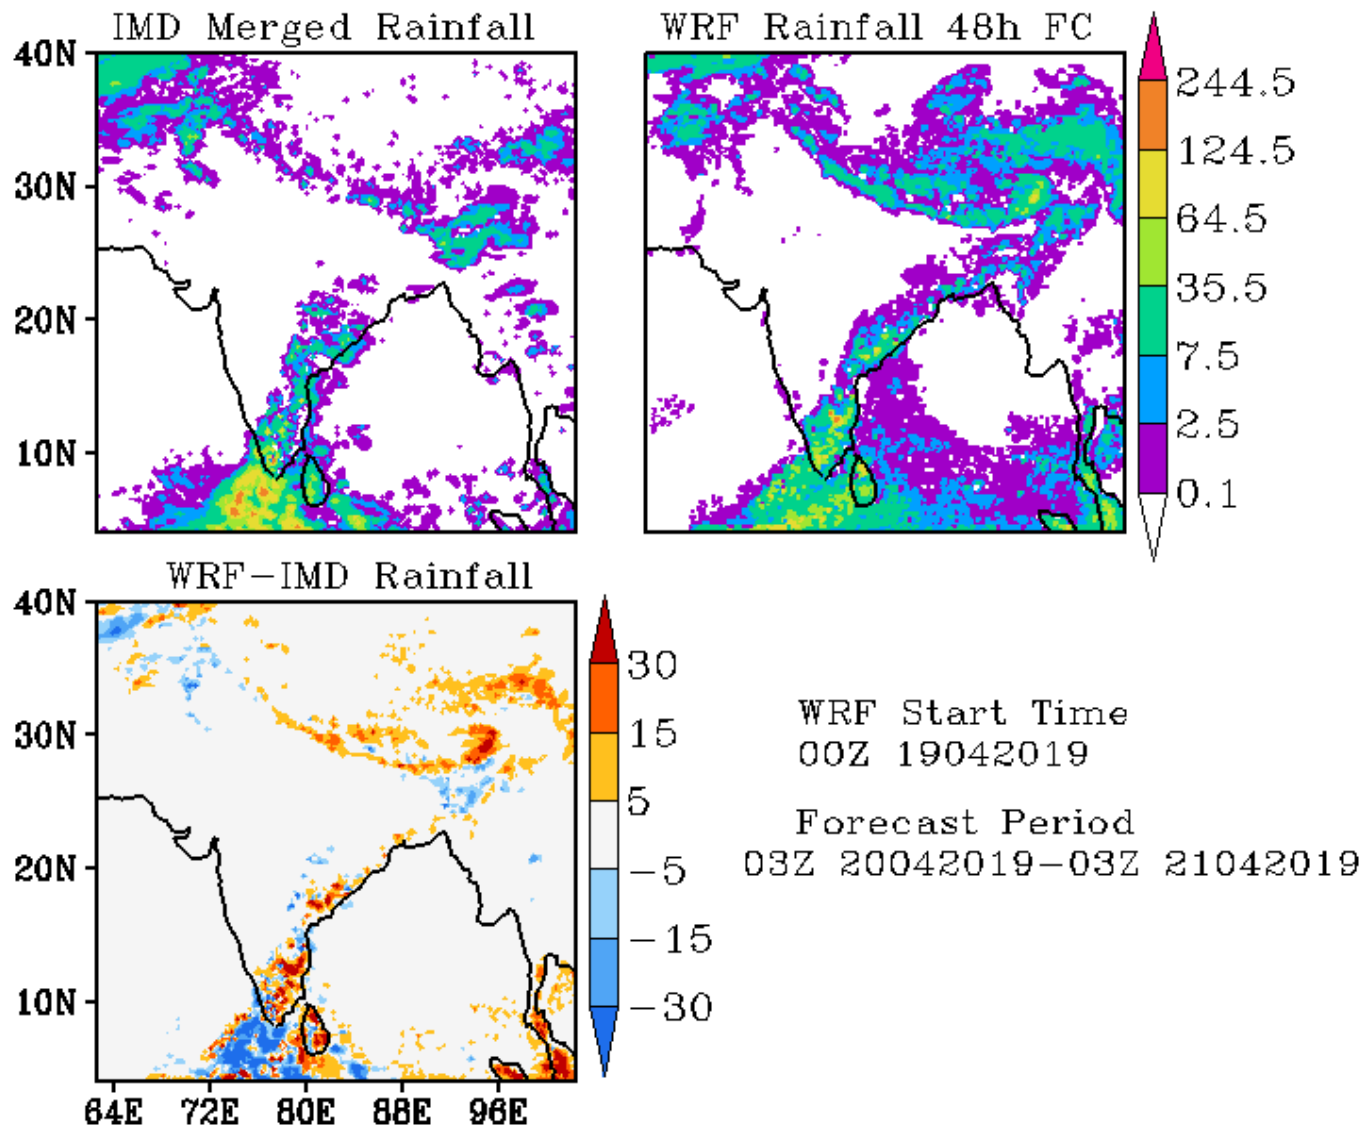 IMD Merged Rainfall
WRF Rainfall 48h FC
40N
30N
20N
10N
244.5
124.5
64.5
35.5
7.5
2.5
0.1
WRF-IMD Rainfall
40N
30N
20N
10N
64E 72E 80E 88E 96E
30
15
5
-5
-15
-30
WRF Start Time
00Z 19042019
Forecast Period
03Z 20042019-03Z 21042019